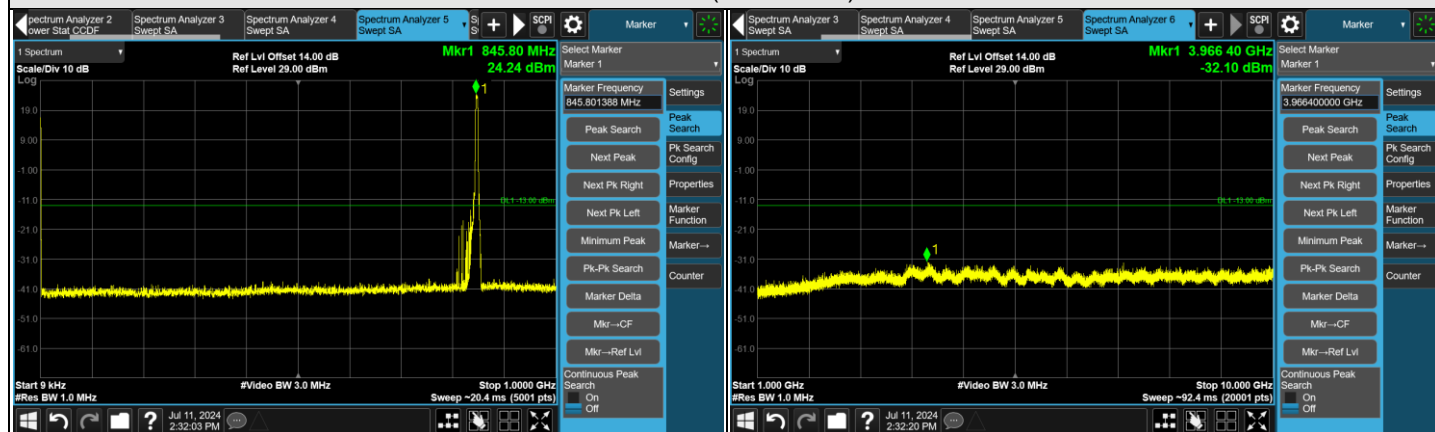 pectrum Analyzer 2
ower Stat CCDF
Spectrum Analyzer 3
Swept SA
Spectrum Analyzer 4
Swept SA
Spectrum Analyzer 5
Swept SA
SCPI
Marker
1 Spectrum
Scale/Div 10 dB
Log
Ref Lvl Offset 14.00 dB
Ref Level 29.00 dBm
Mkr1 845.80 MHz
24.24 dBm
1
19.0
9.00
-1.00
-11.0
-21.0
-31.0
-41.0
-51.0
-61.0
DL1 -13.00 dBm
Start 9 kHz
#Res BW 1.0 MHz
#Video BW 3.0 MHz
Stop 1.0000 GHz
Sweep ~20.4 ms (5001 pts)
Select Marker
Marker 1
Marker Frequency
845.801388 MHz
Peak Search
Next Peak
Next Pk Right
Next Pk Left
Minimum Peak
Pk-Pk Search
Marker Delta
Mkr→CF
Mkr→Ref Lvl
Continuous Peak
Search
On
Off
Settings
Peak
Search
Pk Search
Config
Properties
Marker
Function
Marker→
Counter
?
Jul 11, 2024
2:32:03 PM
Spectrum Analyzer 3
Swept SA
Spectrum Analyzer 4
Swept SA
Spectrum Analyzer 5
Swept SA
Spectrum Analyzer 6
Swept SA
SCPI
Marker
1 Spectrum
Scale/Div 10 dB
Log
Ref Lvl Offset 14.00 dB
Ref Level 29.00 dBm
Mkr1 3.966 40 GHz
-32.10 dBm
1
19.0
9.00
-1.00
-11.0
-21.0
-31.0
-41.0
-51.0
-61.0
DL1 -13.00 dBm
Start 1.000 GHz
#Res BW 1.0 MHz
#Video BW 3.0 MHz
Stop 10.000 GHz
Sweep ~92.4 ms (20001 pts)
Select Marker
Marker 1
Marker Frequency
3.966400000 GHz
Peak Search
Next Peak
Next Pk Right
Next Pk Left
Minimum Peak
Pk-Pk Search
Marker Delta
Mkr→CF
Mkr→Ref Lvl
Continuous Peak
Search
On
Off
Settings
Peak
Search
Pk Search
Config
Properties
Marker
Function
Marker→
Counter
?
Jul 11, 2024
2:32:20 PM